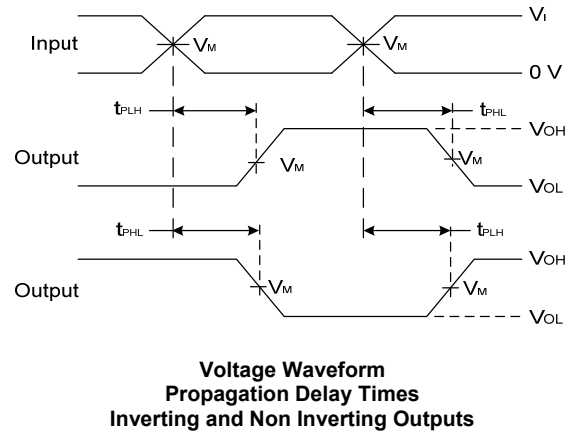 Input
VM
VM
VI
0 V
tPLH
tPHL
Output
VM
VM
VOH
VOL
tPHL
tPLH
Output
VM
VM
VOH
VOL
Voltage Waveform
Propagation Delay Times
Inverting and Non Inverting Outputs